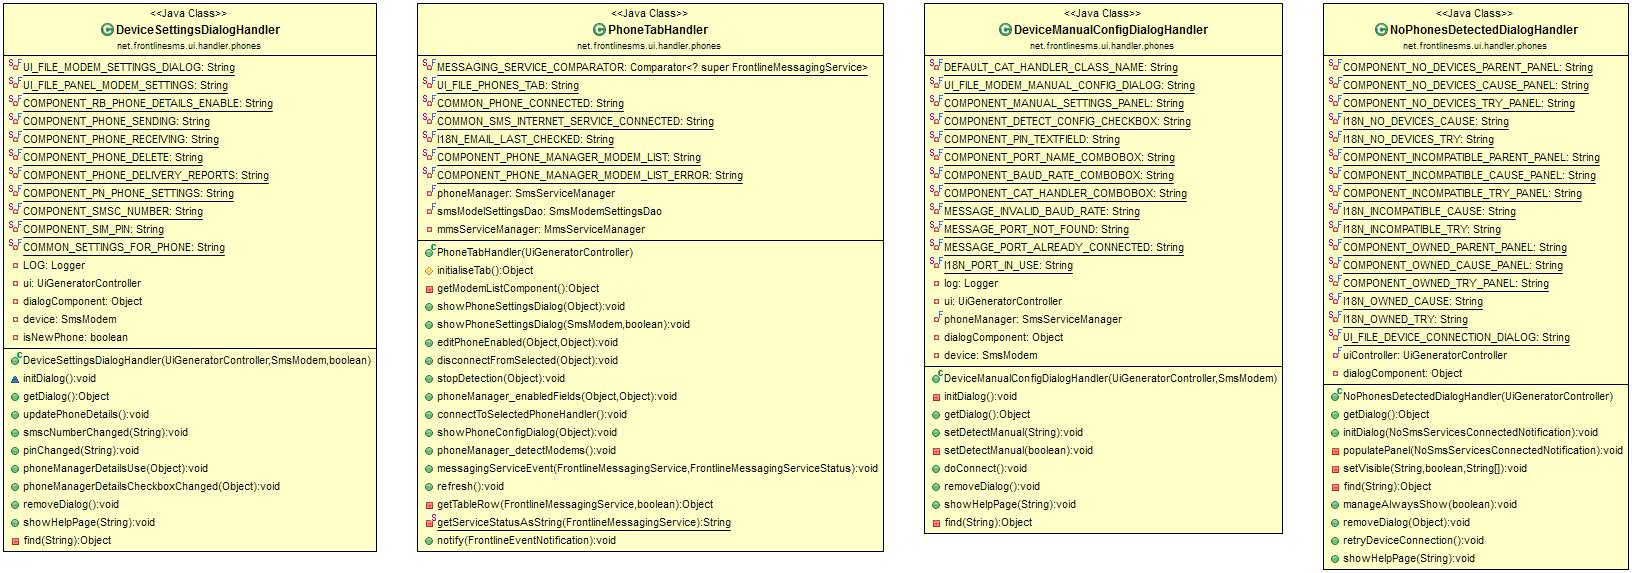 <<Java Class>>
DeviceSettingsDialogHandler
net.frontlinesms.ui.handler.phones
UI_FILE_MODEM_SETTINGS_DIALOG: String
UI_FILE_PANEL_MODEM_SETTINGS: String
COMPONENT_RB_PHONE_DETAILS_ENABLE: String
COMPONENT_PHONE_SENDING: String
COMPONENT_PHONE_RECEIVING: String
COMPONENT_PHONE_DELETE: String
COMPONENT_PHONE_DELIVERY_REPORTS: String
COMPONENT_PN_PHONE_SETTINGS: String
COMPONENT_SMSC_NUMBER: String
COMPONENT_SIM_PIN: String
COMMON_SETTINGS_FOR_PHONE: String
LOG: Logger
ui: UiGeneratorController
dialogComponent: Object
device: SmsModem
isNewPhone: boolean
DeviceSettingsDialogHandler(UiGeneratorController,SmsModem,boolean)
initDialog():void
getDialog():Object
updatePhoneDetails():void
smscNumberChanged(String):void
pinChanged(String):void
phoneManagerDetailsUse(Object):void
phoneManagerDetailsCheckboxChanged(Object):void
removeDialog():void
showHelpPage(String):void
find(String):Object
<<Java Class>>
PhoneTabHandler
net.frontlinesms.ui.handler.phones
MESSAGING_SERVICE_COMPARATOR: Comparator<? super FrontlineMessagingService>
UI_FILE_PHONES_TAB: String
COMMON_PHONE_CONNECTED: String
COMMON_SMS_INTERNET_SERVICE_CONNECTED: String
I18N_EMAIL_LAST_CHECKED: String
COMPONENT_PHONE_MANAGER_MODEM_LIST: String
COMPONENT_PHONE_MANAGER_MODEM_LIST_ERROR: String
phoneManager: SmsServiceManager
smsModelSettingsDao: SmsModemSettingsDao
mmsServiceManager: MmsServiceManager
PhoneTabHandler(UiGeneratorController)
initialiseTab():Object
getModemListComponent():Object
showPhoneSettingsDialog(Object):void
showPhoneSettingsDialog(SmsModem,boolean):void
editPhoneEnabled(Object,Object):void
disconnectFromSelected(Object):void
stopDetection(Object):void
phoneManager_enabledFields(Object,Object):void
connectToSelectedPhoneHandler():void
showPhoneConfigDialog(Object):void
phoneManager_detectModems():void
messagingServiceEvent(FrontlineMessagingService,FrontlineMessagingServiceStatus):void
refresh():void
getTableRow(FrontlineMessagingService,boolean):Object
getServiceStatusAsString(FrontlineMessagingService):String
notify(FrontlineEventNotification):void
<<Java Class>>
DeviceManualConfigDialogHandler
net.frontlinesms.ui.handler.phones
DEFAULT_CAT_HANDLER_CLASS_NAME: String
UI_FILE_MODEM_MANUAL_CONFIG_DIALOG: String
COMPONENT_MANUAL_SETTINGS_PANEL: String
COMPONENT_DETECT_CONFIG_CHECKBOX: String
COMPONENT_PIN_TEXTFIELD: String
COMPONENT_PORT_NAME_COMBOBOX: String
COMPONENT_BAUD_RATE_COMBOBOX: String
COMPONENT_CAT_HANDLER_COMBOBOX: String
MESSAGE_INVALID_BAUD_RATE: String
MESSAGE_PORT_NOT_FOUND: String
MESSAGE_PORT_ALREADY_CONNECTED: String
I18N_PORT_IN_USE: String
log: Logger
ui: UiGeneratorController
phoneManager: SmsServiceManager
dialogComponent: Object
device: SmsModem
DeviceManualConfigDialogHandler(UiGeneratorController,SmsModem)
initDialog():void
getDialog():Object
setDetectManual(String):void
setDetectManual(boolean):void
doConnect():void
removeDialog():void
showHelpPage(String):void
find(String):Object
<<Java Class>>
NoPhonesDetectedDialogHandler
net.frontlinesms.ui.handler.phones
COMPONENT_NO_DEVICES_PARENT_PANEL: String
COMPONENT_NO_DEVICES_CAUSE_PANEL: String
COMPONENT_NO_DEVICES_TRY_PANEL: String
I18N_NO_DEVICES_CAUSE: String
I18N_NO_DEVICES_TRY: String
COMPONENT_INCOMPATIBLE_PARENT_PANEL: String
COMPONENT_INCOMPATIBLE_CAUSE_PANEL: String
COMPONENT_INCOMPATIBLE_TRY_PANEL: String
I18N_INCOMPATIBLE_CAUSE: String
I18N_INCOMPATIBLE_TRY: String
COMPONENT_OWNED_PARENT_PANEL: String
COMPONENT_OWNED_CAUSE_PANEL: String
COMPONENT_OWNED_TRY_PANEL: String
I18N_OWNED_CAUSE: String
I18N_OWNED_TRY: String
UI_FILE_DEVICE_CONNECTION_DIALOG: String
uiController: UiGeneratorController
dialogComponent: Object
NoPhonesDetectedDialogHandler(UiGeneratorController)
getDialog():Object
initDialog(NoSmsServicesConnectedNotification):void
populatePanel(NoSmsServicesConnectedNotification):void
setVisible(String,boolean,String[]):void
find(String):Object
manageAlwaysShow(boolean):void
removeDialog(Object):void
retryDeviceConnection():void
showHelpPage(String):void